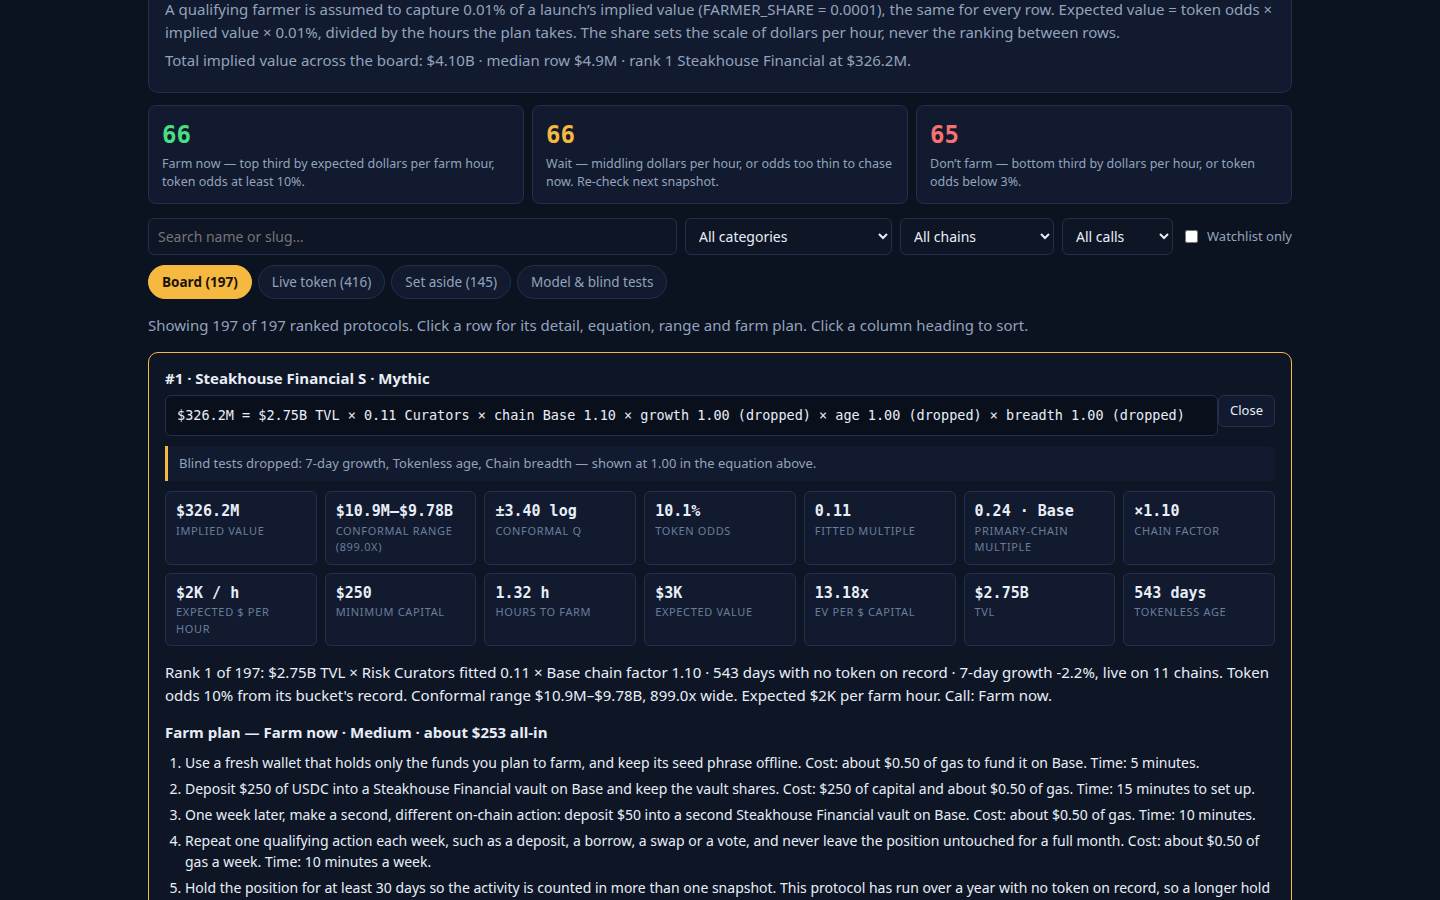 A qualifying farmer is assumed to capture 0.01% of a launch's implied value (FARMER_SHARE = 0.0001), the same for every row. Expected value = token odds ×
implied value × 0.01%, divided by the hours the plan takes. The share sets the scale of dollars per hour, never the ranking between rows.
Total implied value across the board: $4.10B · median row $4.9M · rank 1 Steakhouse Financial at $326.2M.
66
Farm now — top third by expected dollars per farm hour,
token odds at least 10%.
66
Wait — middling dollars per hour, or odds too thin to chase
now. Re-check next snapshot.
65
Don't farm — bottom third by dollars per hour, or token
odds below 3%.
Search name or slug...
All categories
All chains
All calls
Watchlist only
Board (197)
Live token (416)
Set aside (145)
Model & blind tests
Showing 197 of 197 ranked protocols. Click a row for its detail, equation, range and farm plan. Click a column heading to sort.
#1 · Steakhouse Financial S · Mythic
$326.2M = $2.75B TVL × 0.11 Curators × chain Base 1.10 × growth 1.00 (dropped) × age 1.00 (dropped) × breadth 1.00 (dropped)
Close
Blind tests dropped: 7-day growth, Tokenless age, Chain breadth — shown at 1.00 in the equation above.
$326.2M
IMPLIED VALUE
$10.9M–$9.78B
CONFORMAL RANGE
(899.0X)
±3.40 log
CONFORMAL Q
10.1%
TOKEN ODDS
0.11
FITTED MULTIPLE
0.24 · Base
PRIMARY-CHAIN
MULTIPLE
×1.10
CHAIN FACTOR
$2K / h
EXPECTED $ PER
HOUR
$250
MINIMUM CAPITAL
1.32 h
HOURS TO FARM
$3K
EXPECTED VALUE
13.18x
EV PER $ CAPITAL
$2.75B
TVL
543 days
TOKENLESS AGE
Rank 1 of 197: $2.75B TVL × Risk Curators fitted 0.11 × Base chain factor 1.10 · 543 days with no token on record · 7-day growth -2.2%, live on 11 chains. Token
odds 10% from its bucket's record. Conformal range $10.9M–$9.78B, 899.0x wide. Expected $2K per farm hour. Call: Farm now.
Farm plan — Farm now · Medium · about $253 all-in
1. Use a fresh wallet that holds only the funds you plan to farm, and keep its seed phrase offline. Cost: about $0.50 of gas to fund it on Base. Time: 5 minutes.
2. Deposit $250 of USDC into a Steakhouse Financial vault on Base and keep the vault shares. Cost: $250 of capital and about $0.50 of gas. Time: 15 minutes to set up.
3. One week later, make a second, different on-chain action: deposit $50 into a second Steakhouse Financial vault on Base. Cost: about $0.50 of gas. Time: 10 minutes.
4. Repeat one qualifying action each week, such as a deposit, a borrow, a swap or a vote, and never leave the position untouched for a full month. Cost: about $0.50 of
gas a week. Time: 10 minutes a week.
5. Hold the position for at least 30 days so the activity is counted in more than one snapshot. This protocol has run over a year with no token on record, so a longer hold